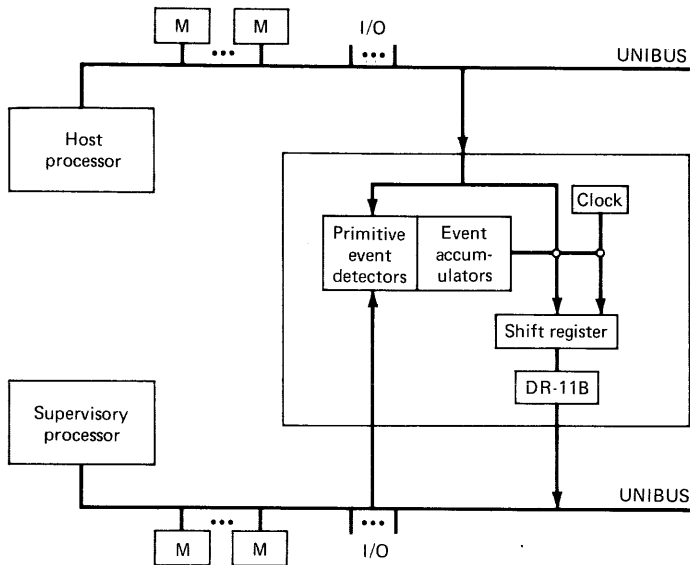 M ••• M
I/O
•••
UNIBUS
Host
processor
Clock
Primitive
event
detectors
Event
accum-
ulators
Shift register
DR-11B
Supervisory
processor
UNIBUS
M ••• M
•••
I/O